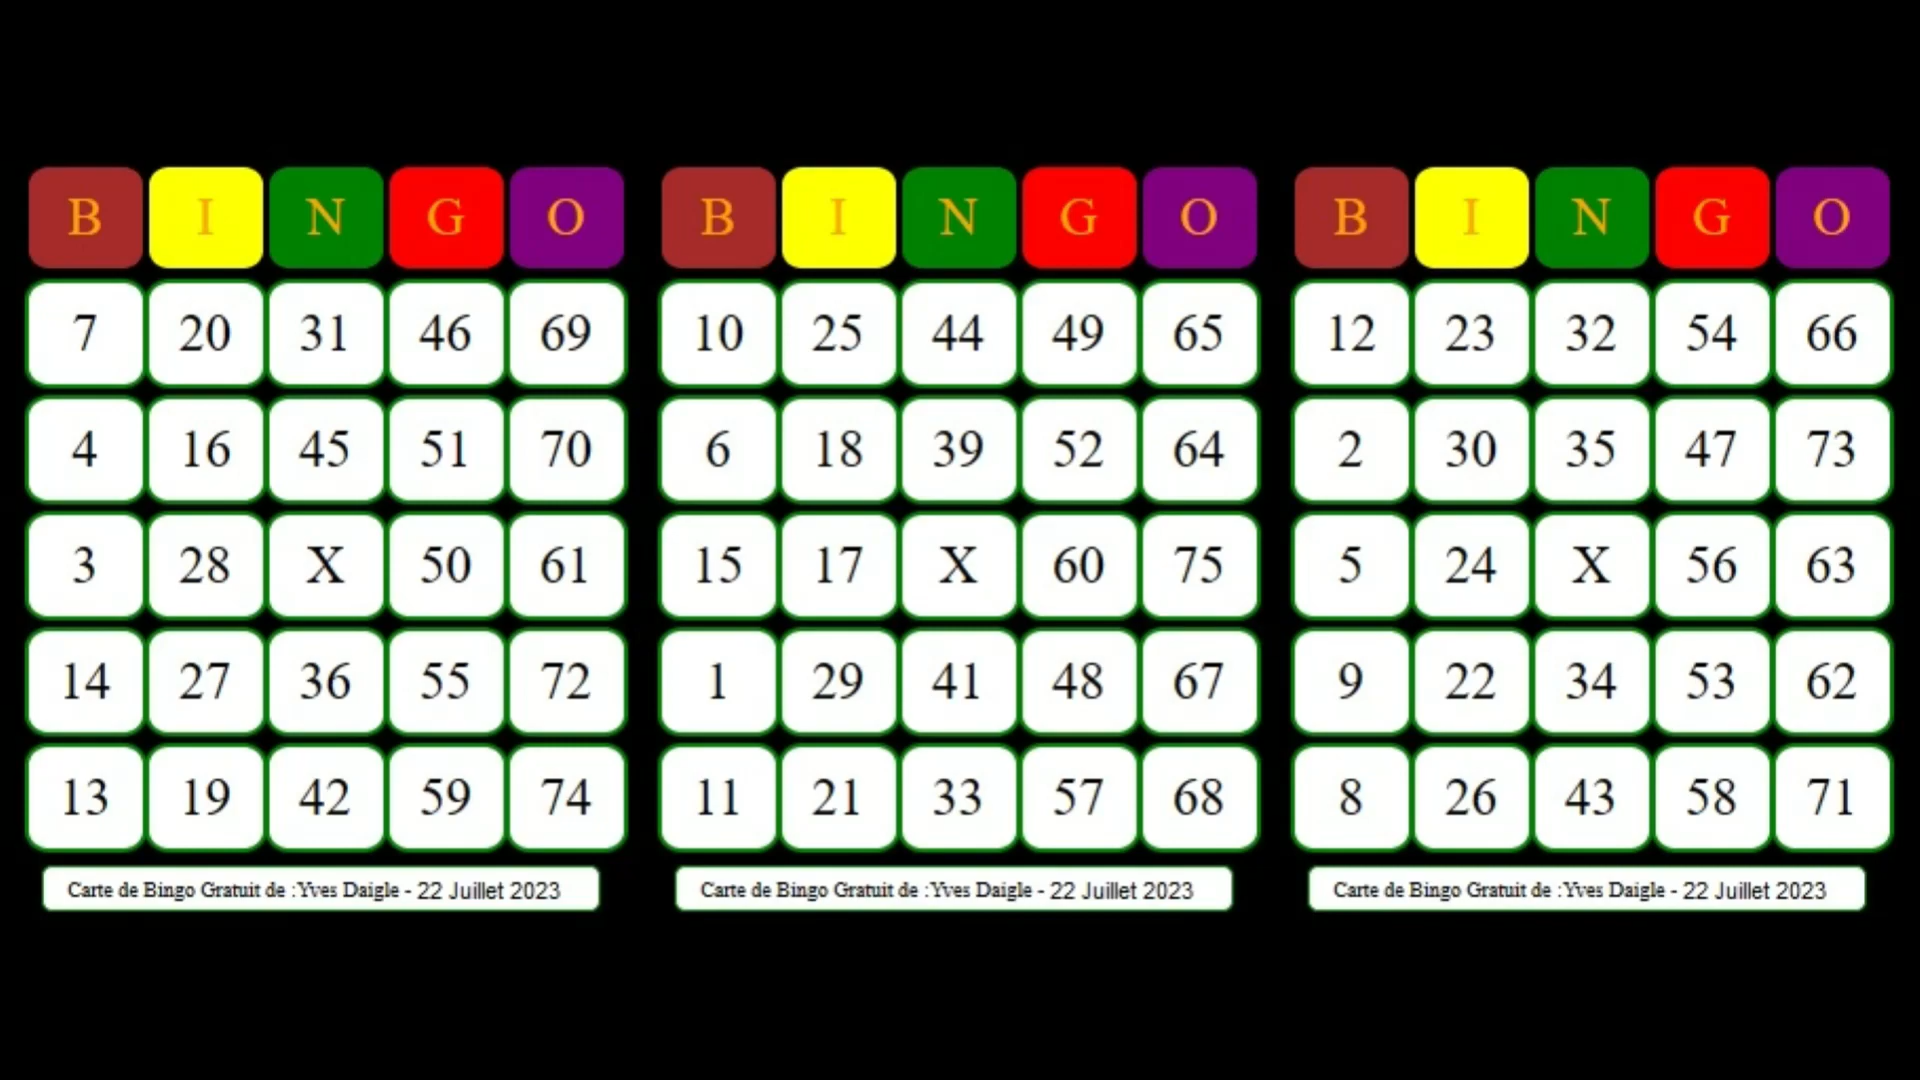 B I N G O
7 20 31 46 69
4 16 45 51 70
3 28 X 50 61
14 27 36 55 72
13 19 42 59 74
Carte de Bingo Gratuit de : Yves Daigle - 22 Juillet 2023
B I N G O
10 25 44 49 65
6 18 39 52 64
15 17 X 60 75
1 29 41 48 67
11 21 33 57 68
Carte de Bingo Gratuit de : Yves Daigle - 22 Juillet 2023
B I N G O
12 23 32 54 66
2 30 35 47 73
5 24 X 56 63
9 22 34 53 62
8 26 43 58 71
Carte de Bingo Gratuit de : Yves Daigle - 22 Juillet 2023